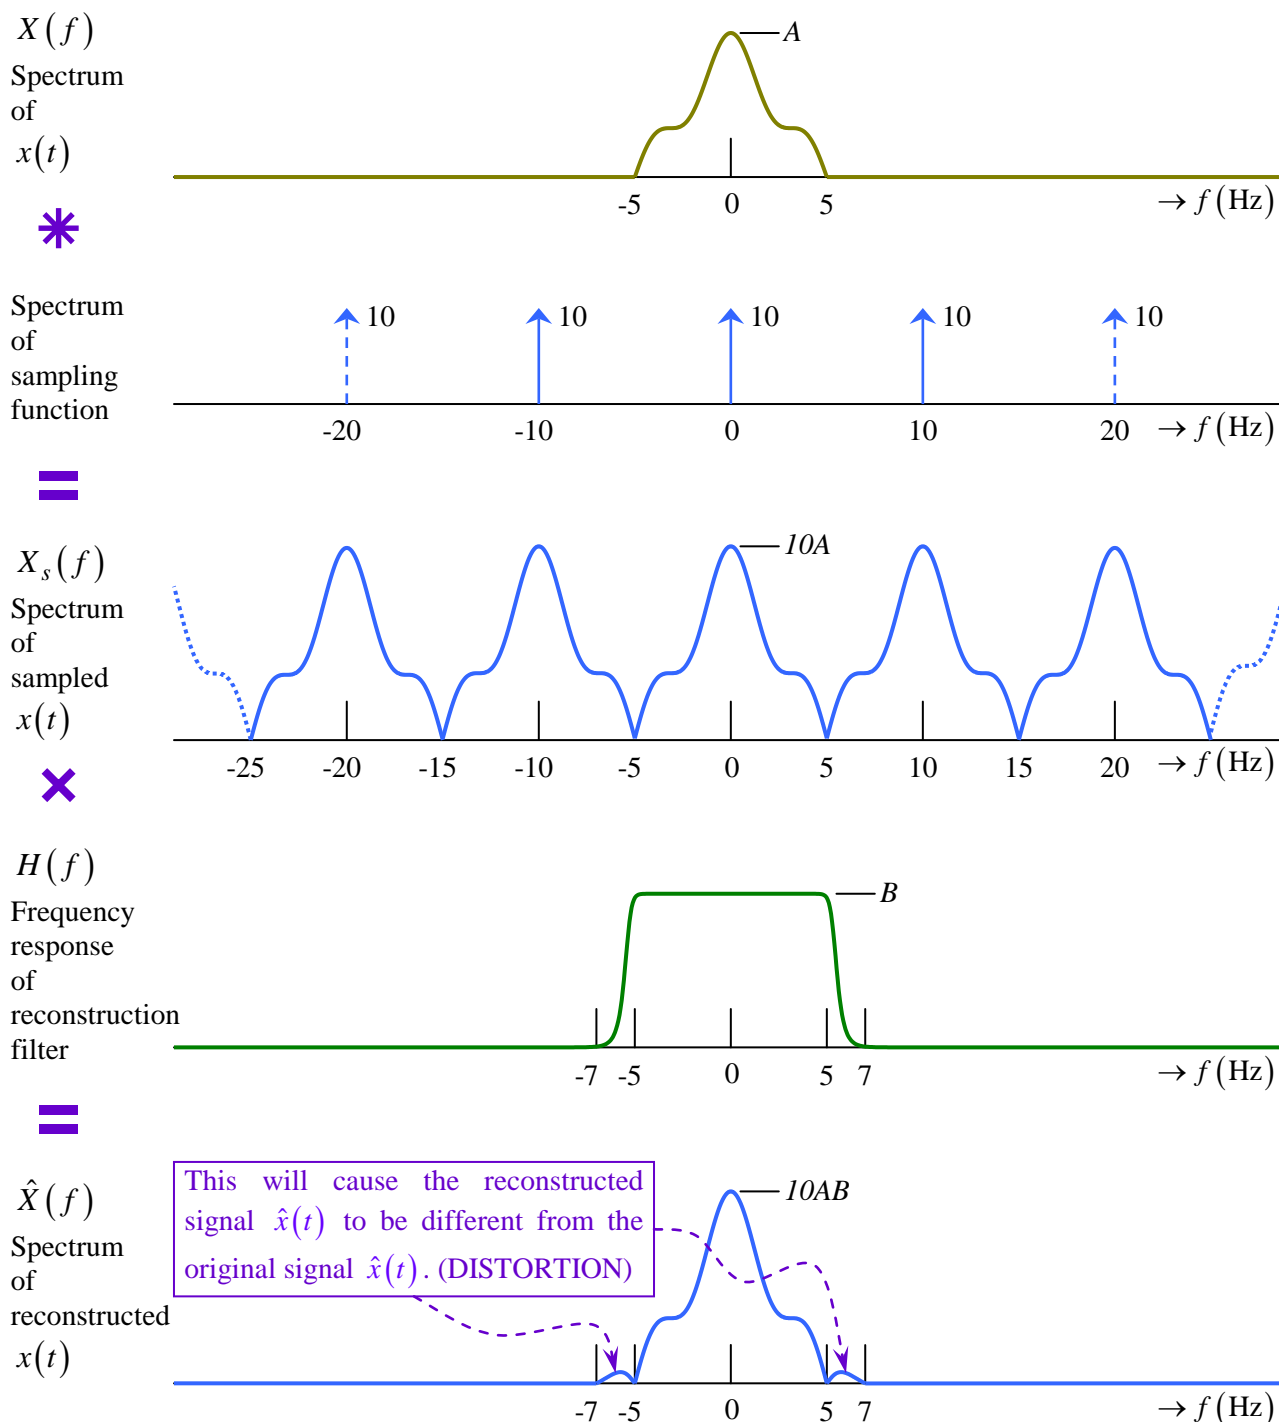 X(f)
Spectrum
of
x(t)
A
-5 0 5 → f(Hz)
Spectrum
of
sampling
function
10 10 10 10 10
-20 -10 0 10 20 → f(Hz)
X_s(f)
Spectrum
of
sampled
x(t)
10A
-25 -20 -15 -10 -5 0 5 10 15 20 → f(Hz)
H(f)
Frequency
response
of
reconstruction
filter
B
-7 -5 0 5 7 → f(Hz)
X̂(f)
Spectrum
of
reconstructed
x(t)
This will cause the reconstructed
signal x̂(t) to be different from the
original signal x̂(t). (DISTORTION)
10AB
-7 -5 0 5 7 → f(Hz)